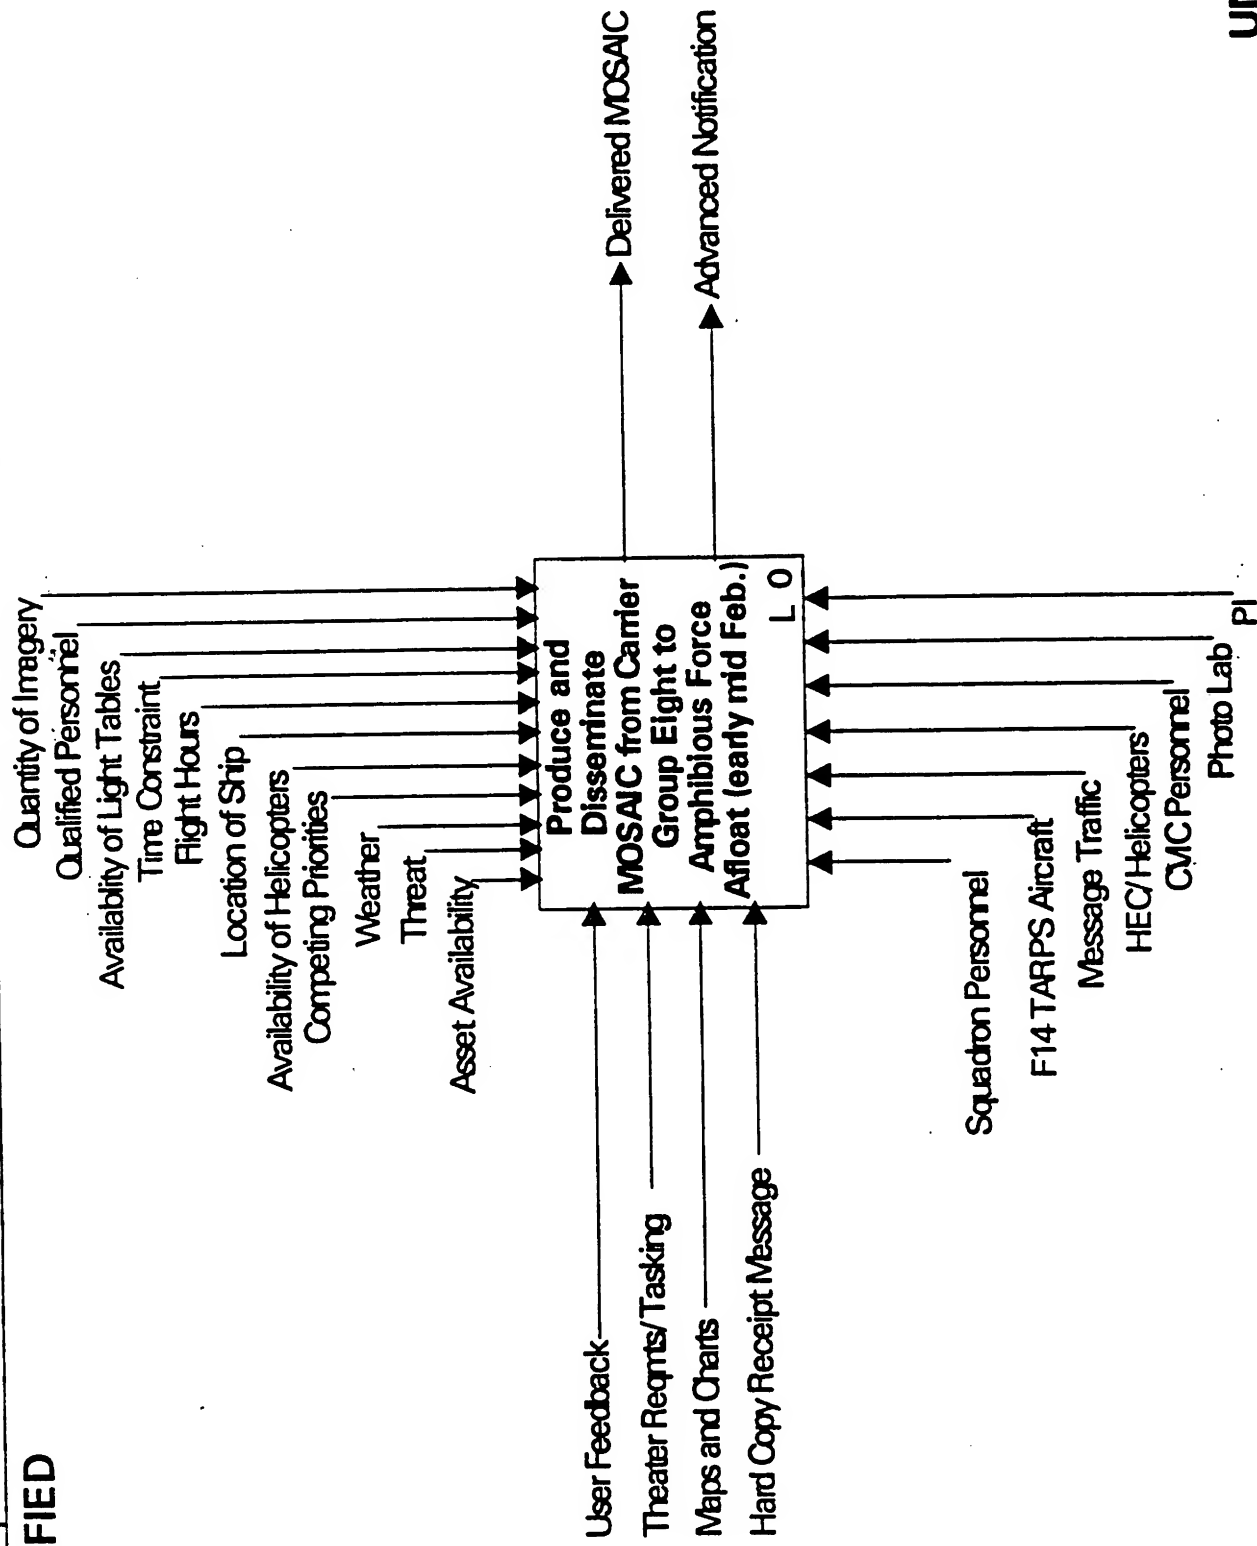 FIED
Quantity of Imagery
Qualified Personnel
Availability of Light Tables
Time Constraint
Flight Hours
Location of Ship
Availability of Helicopters
Competing Priorities
Weather
Threat
Asset Availability
User Feedback
Theater Reqmts/Tasking
Maps and Charts
Hard Copy Receipt Message
Produce and
Disseminate
MOSAIC from Carrier
Group Eight to
Amphibious Force
Afloat (early mid Feb.)
L O
Delivered MOSAIC
Advanced Notification
Squadron Personnel
F14 TARPS Aircraft
Message Traffic
HEC/Helicopters
CVIC Personnel
Photo Lab
PI